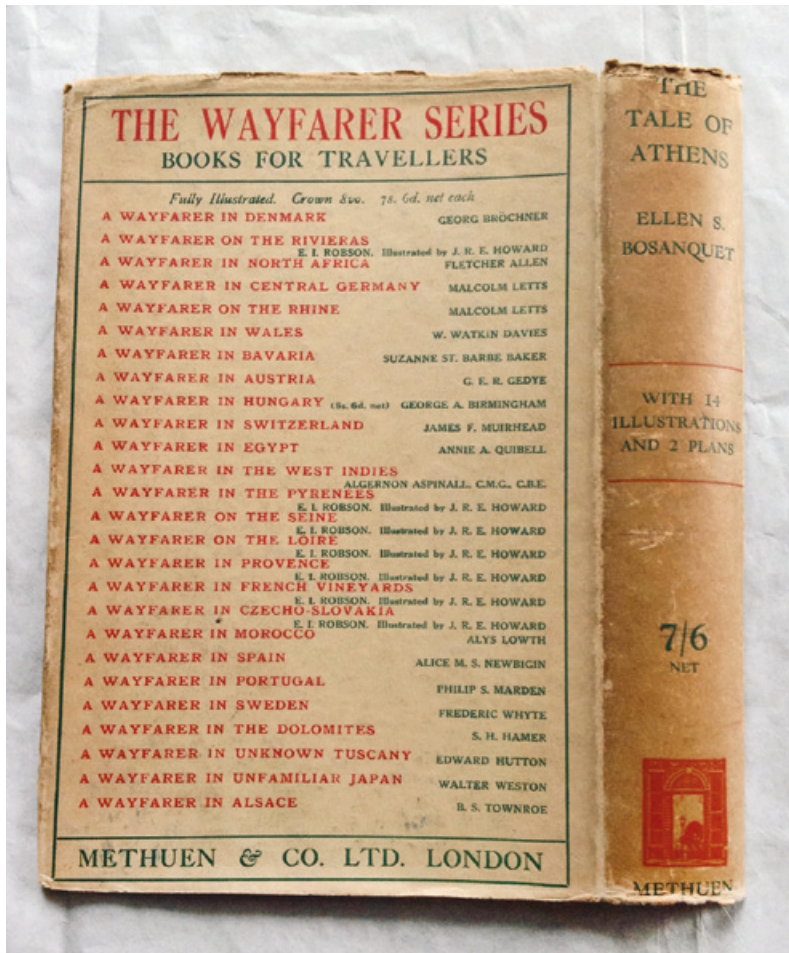 THE WAYFARER SERIES
BOOKS FOR TRAVELLERS
Fully Illustrated. Crown 8vo. 7s. 6d. net each
A WAYFARER IN DENMARK GEORG BROCHNER
A WAYFARER ON THE RIVIERAS
E. I. ROBSON. Illustrated by J. R. E. HOWARD
A WAYFARER IN NORTH AFRICA FLETCHER ALLEN
A WAYFARER IN CENTRAL GERMANY MALCOLM LETTS
A WAYFARER ON THE RHINE MALCOLM LETTS
A WAYFARER IN WALES W. WATKIN DAVIES
A WAYFARER IN BAVARIA SUZANNE ST. BARBE BAKER
A WAYFARER IN AUSTRIA G. E. R. GEDYE
A WAYFARER IN HUNGARY (8s. 6d. net) GEORGE A. BIRMINGHAM
A WAYFARER IN SWITZERLAND JAMES F. MUIRHEAD
A WAYFARER IN EGYPT ANNIE A. QUIBELL
A WAYFARER IN THE WEST INDIES
ALGERNON ASPINALL, C.M.G., C.B.E.
A WAYFARER IN THE PYRENEES
E. I. ROBSON. Illustrated by J. R. E. HOWARD
A WAYFARER ON THE SEINE
E. I. ROBSON. Illustrated by J. R. E. HOWARD
A WAYFARER ON THE LOIRE
E. I. ROBSON. Illustrated by J. R. E. HOWARD
A WAYFARER IN PROVENCE
E. I. ROBSON. Illustrated by J. R. E. HOWARD
A WAYFARER IN FRENCH VINEYARDS
E. I. ROBSON. Illustrated by J. R. E. HOWARD
A WAYFARER IN CZECHO-SLOVAKIA
E. I. ROBSON. Illustrated by J. R. E. HOWARD
A WAYFARER IN MOROCCO ALYS LOWTH
A WAYFARER IN SPAIN ALICE M. S. NEWBIGIN
A WAYFARER IN PORTUGAL PHILIP S. MARDEN
A WAYFARER IN SWEDEN FREDERIC WHYTE
A WAYFARER IN THE DOLOMITES S. H. HAMER
A WAYFARER IN UNKNOWN TUSCANY EDWARD HUTTON
A WAYFARER IN UNFAMILIAR JAPAN WALTER WESTON
A WAYFARER IN ALSACE B. S. TOWNROE
METHUEN & CO. LTD. LONDON
THE
TALE OF
ATHENS
ELLEN S.
BOSANQUET
WITH 14
ILLUSTRATIONS
AND 2 PLANS
7/6
NET
METHUEN